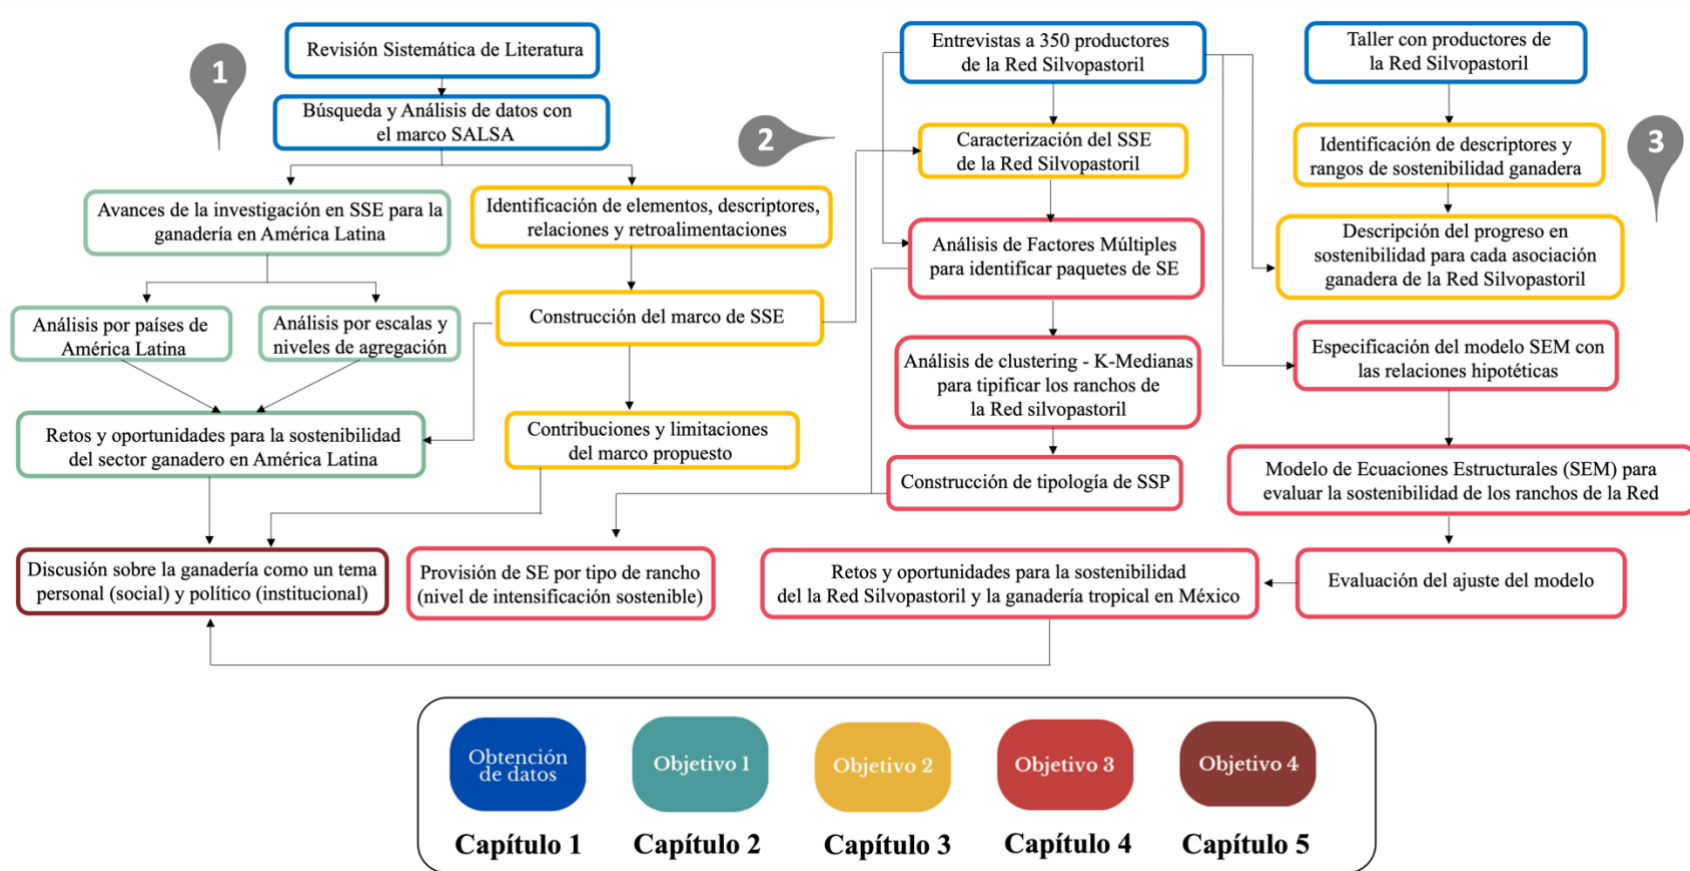 1
Revisión Sistemática de Literatura
Búsqueda y Análisis de datos con
el marco SALSA
Avances de la investigación en SSE para la
ganadería en América Latina
Identificación de elementos, descriptores,
relaciones y retroalimentaciones
Análisis por países de
América Latina
Análisis por escalas y
niveles de agregación
Construcción del marco de SSE
Retos y oportunidades para la sostenibilidad
del sector ganadero en América Latina
Contribuciones y limitaciones
del marco propuesto
Discusión sobre la ganadería como un tema
personal (social) y político (institucional)
2
Entrevistas a 350 productores
de la Red Silvopastoril
Caracterización del SSE
de la Red Silvopastoril
Análisis de Factores Múltiples
para identificar paquetes de SE
Análisis de clustering - K-Medianas
para tipificar los ranchos de
la Red silvopastoril
Construcción de tipología de SSP
Provisión de SE por tipo de rancho
(nivel de intensificación sostenible)
3
Taller con productores de
la Red Silvopastoril
Identificación de descriptores y
rangos de sostenibilidad ganadera
Descripción del progreso en
sostenibilidad para cada asociación
ganadera de la Red Silvopastoril
Especificación del modelo SEM con
las relaciones hipotéticas
Modelo de Ecuaciones Estructurales (SEM) para
evaluar la sostenibilidad de los ranchos de la Red
Evaluación del ajuste del modelo
Retos y oportunidades para la sostenibilidad
del la Red Silvopastoril y la ganadería tropical en México
Obtención
de datos
Objetivo 1
Objetivo 2
Objetivo 3
Objetivo 4
Capítulo 1
Capítulo 2
Capítulo 3
Capítulo 4
Capítulo 5